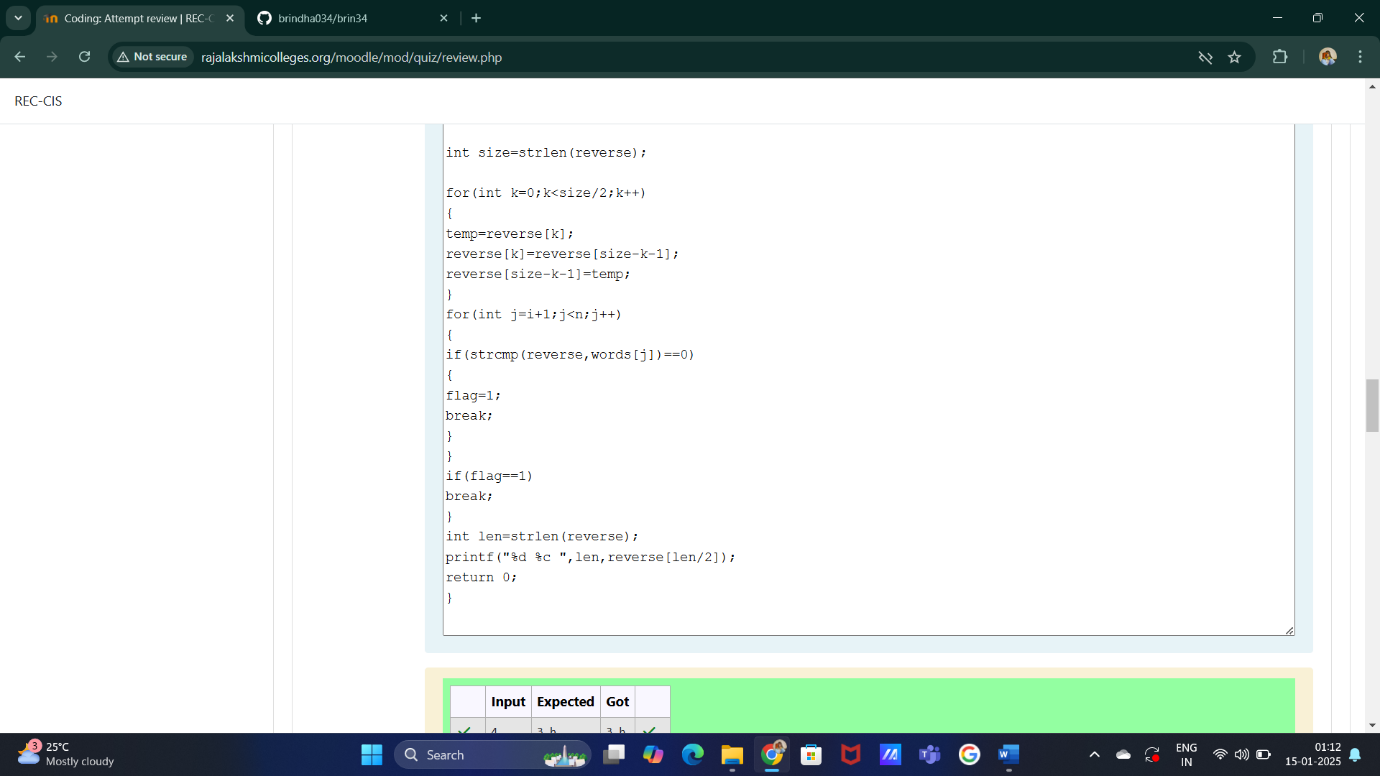 Coding: Attempt review | REC-C
brindha034/brin34
Not secure
rajalakshmicolleges.org/moodle/mod/quiz/review.php
REC-CIS
int size=strlen(reverse);
for(int k=0;k<size/2;k++)
{
temp=reverse[k];
reverse[k]=reverse[size-k-1];
reverse[size-k-1]=temp;
}
for(int j=i+1;j<n;j++)
{
if(strcmp(reverse,words[j])==0)
{
flag=1;
break;
}
}
if(flag==1)
break;
}
int len=strlen(reverse);
printf("%d %c ",len,reverse[len/2]);
return 0;
}
Input Expected Got
4 3 h 3 h
3
25°C
Mostly cloudy
Search
ENG
IN
01:12
15-01-2025